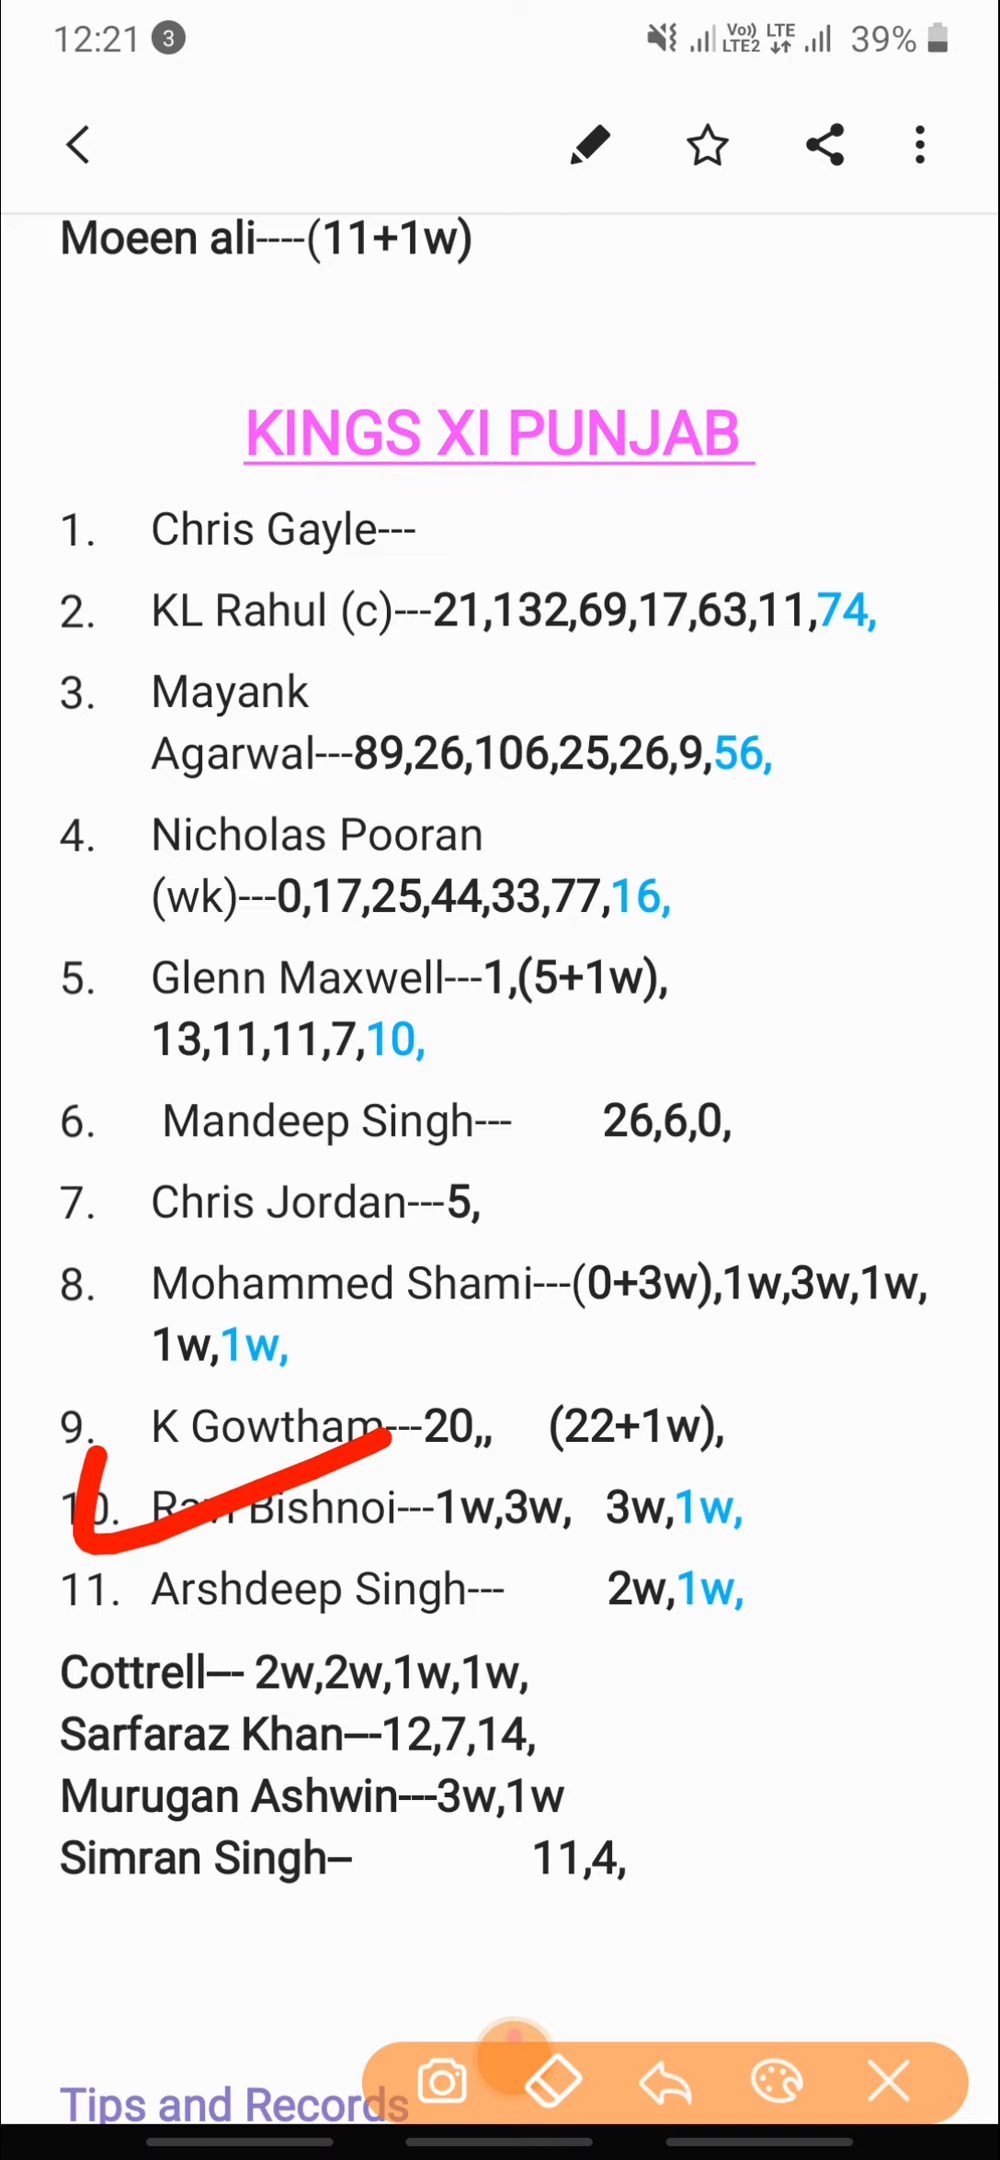 12:21 3 Vo)) LTE2 LTE 39%
Moeen ali----(11+1w)
KINGS XI PUNJAB
1. Chris Gayle---
2. KL Rahul (c)---21,132,69,17,63,11,74,
3. Mayank
Agarwal---89,26,106,25,26,9,56,
4. Nicholas Pooran
(wk)---0,17,25,44,33,77,16,
5. Glenn Maxwell---1,(5+1w),
13,11,11,7,10,
6. Mandeep Singh--- 26,6,0,
7. Chris Jordan---5,
8. Mohammed Shami---(0+3w),1w,3w,1w,
1w,1w,
9. K Gowtham---20,, (22+1w),
10. Ravi Bishnoi---1w,3w, 3w,1w,
11. Arshdeep Singh--- 2w,1w,
Cottrell--- 2w,2w,1w,1w,
Sarfaraz Khan---12,7,14,
Murugan Ashwin---3w,1w
Simran Singh-- 11,4,
Tips and Records